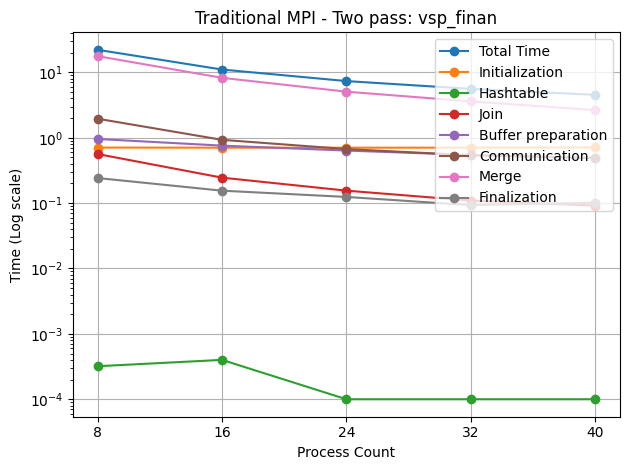 Traditional MPI - Two pass: vsp_finan
Time (Log scale)
10^1
10^0
10^-1
10^-2
10^-3
10^-4
Total Time
Initialization
Hashtable
Join
Buffer preparation
Communication
Merge
Finalization
8 16 24 32 40
Process Count